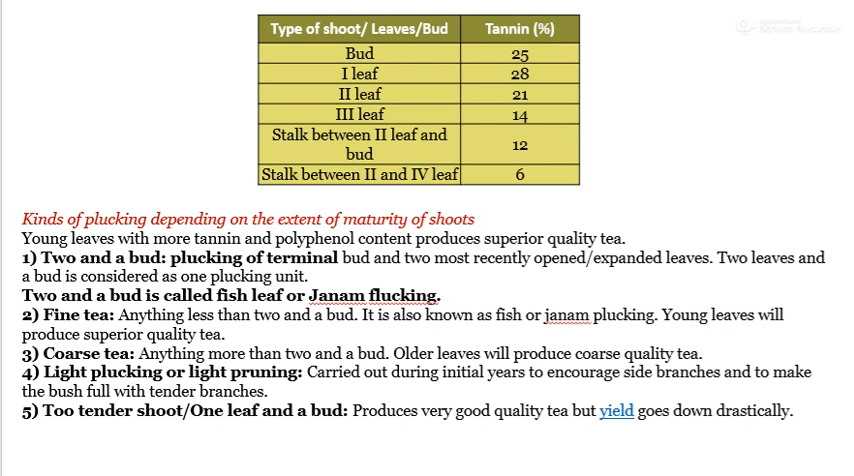 Type of shoot/ Leaves/Bud Tannin (%)
Bud 25
I leaf 28
II leaf 21
III leaf 14
Stalk between II leaf and
bud 12
Stalk between II and IV leaf 6
Kinds of plucking depending on the extent of maturity of shoots
Young leaves with more tannin and polyphenol content produces superior quality tea.
1) Two and a bud: plucking of terminal bud and two most recently opened/expanded leaves. Two leaves and
a bud is considered as one plucking unit.
Two and a bud is called fish leaf or Janam flucking.
2) Fine tea: Anything less than two and a bud. It is also known as fish or janam plucking. Young leaves will
produce superior quality tea.
3) Coarse tea: Anything more than two and a bud. Older leaves will produce coarse quality tea.
4) Light plucking or light pruning: Carried out during initial years to encourage side branches and to make
the bush full with tender branches.
5) Too tender shoot/One leaf and a bud: Produces very good quality tea but yield goes down drastically.